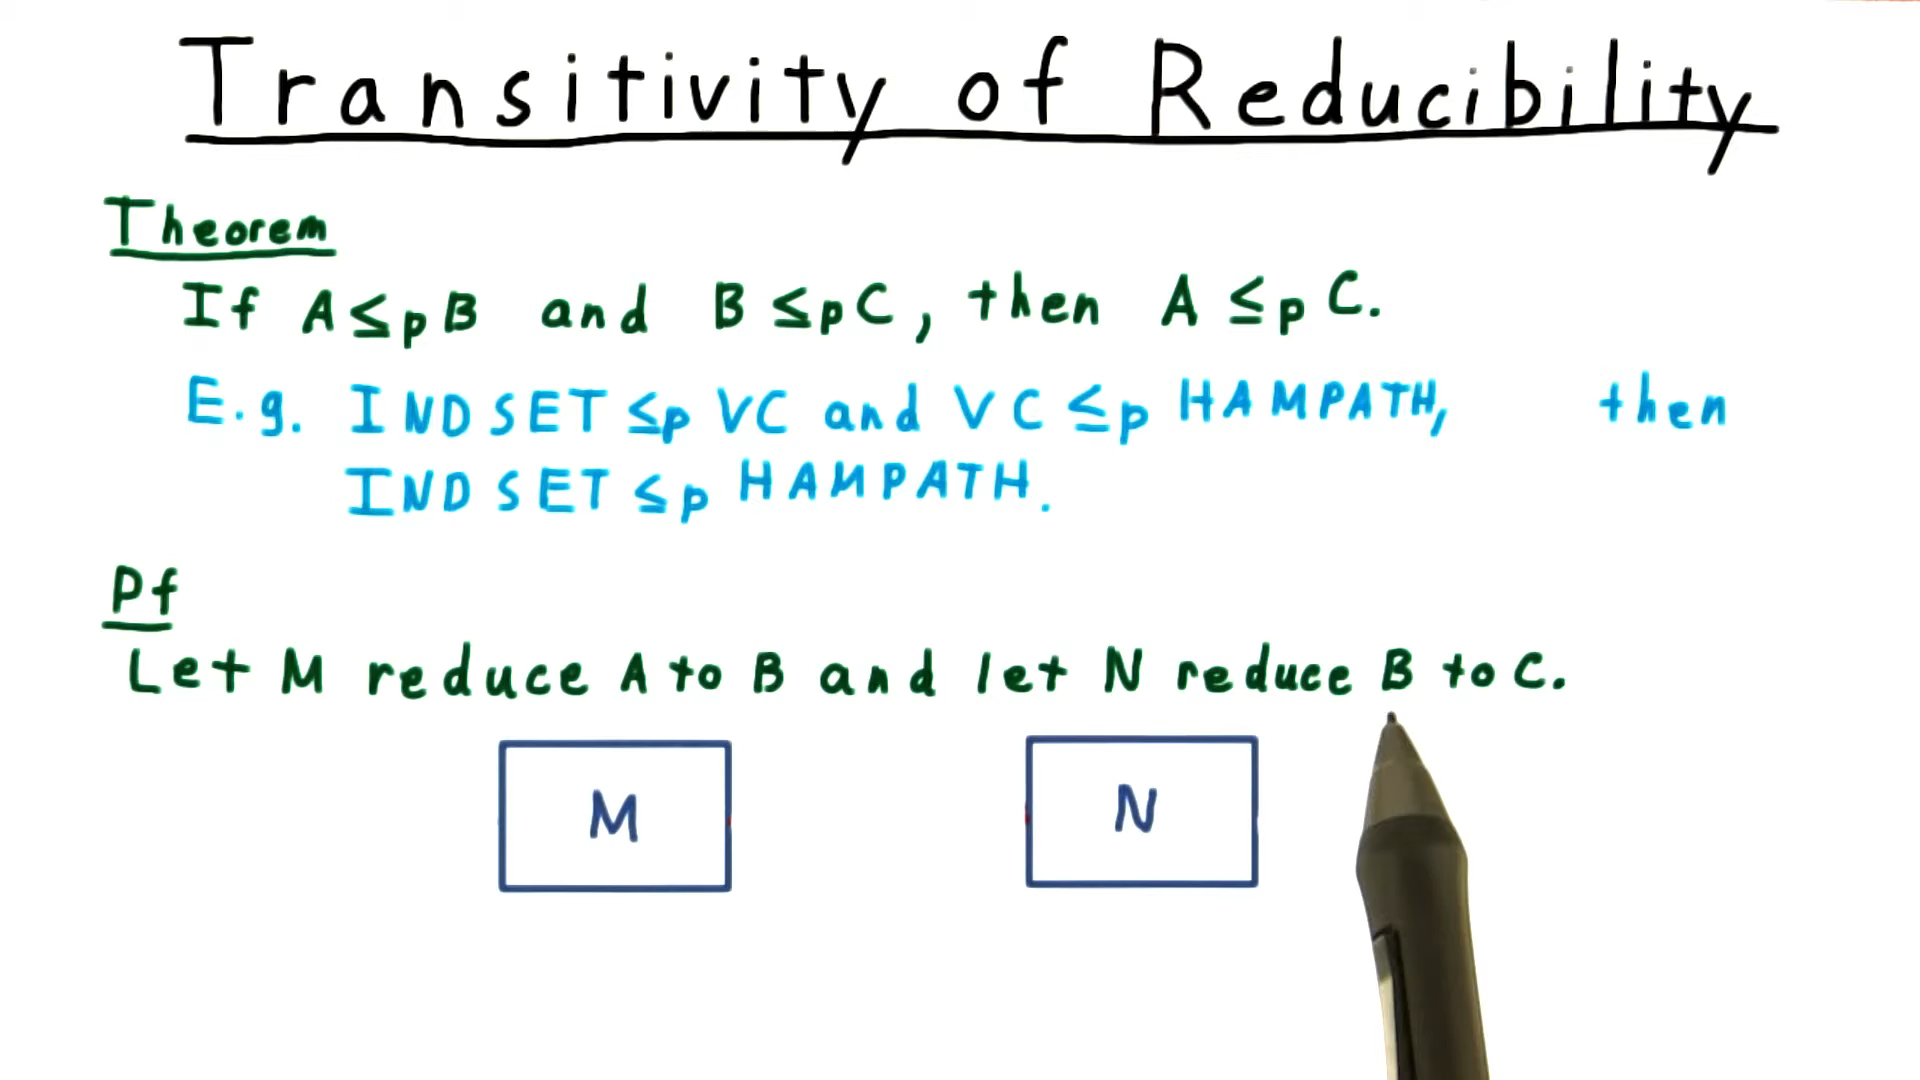 Transitivity of Reducibility
Theorem
If A ≤p B and B ≤p C, then A ≤p C.
E.g. INDSET ≤p VC and VC ≤p HAMPATH, then
INDSET ≤p HAMPATH.
Pf
Let M reduce A to B and let N reduce B to C.
M N